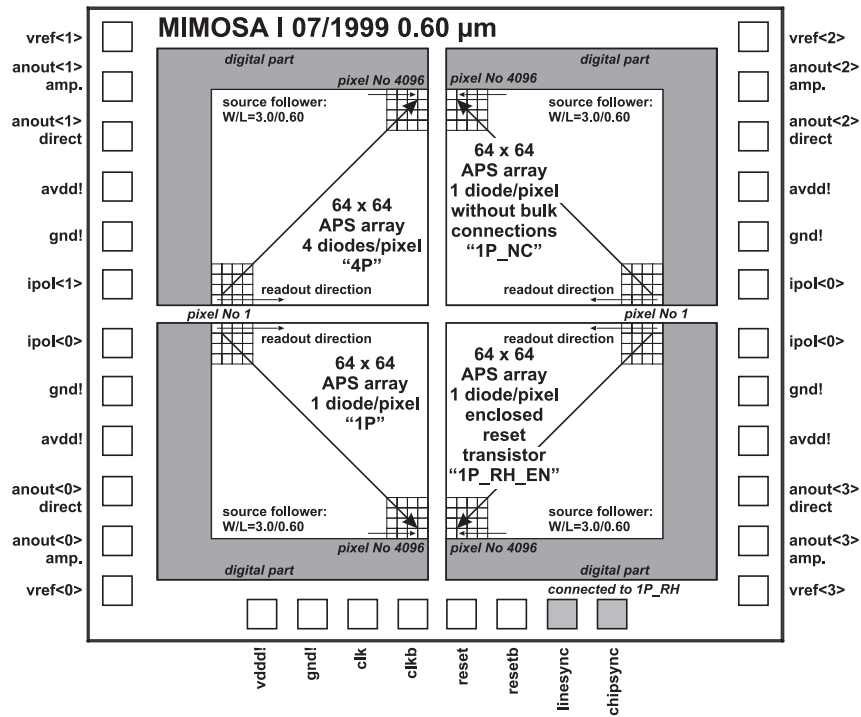 MIMOSA I 07/1999 0.60 µm
vref<1>
anout<1>
amp.
anout<1>
direct
avdd!
gnd!
ipol<1>
ipol<0>
gnd!
avdd!
anout<0>
direct
anout<0>
amp.
vref<0>
digital part
pixel No 4096
source follower:
W/L=3.0/0.60
64 x 64
APS array
4 diodes/pixel
“4P”
readout direction
digital part
pixel No 4096
source follower:
W/L=3.0/0.60
64 x 64
APS array
1 diode/pixel
without bulk
connections
“1P_NC”
readout direction
pixel No 1
pixel No 1
readout direction
64 x 64
APS array
1 diode/pixel
“1P”
source follower:
W/L=3.0/0.60
pixel No 4096
digital part
readout direction
64 x 64
APS array
1 diode/pixel
enclosed
reset
transistor
“1P_RH_EN”
source follower:
W/L=3.0/0.60
pixel No 4096
digital part
connected to 1P_RH
vref<2>
anout<2>
amp.
anout<2>
direct
avdd!
gnd!
ipol<0>
ipol<0>
gnd!
avdd!
anout<3>
direct
anout<3>
amp.
vref<3>
vddd!
gnd!
clk
clkb
reset
resetb
linesync
chipsync